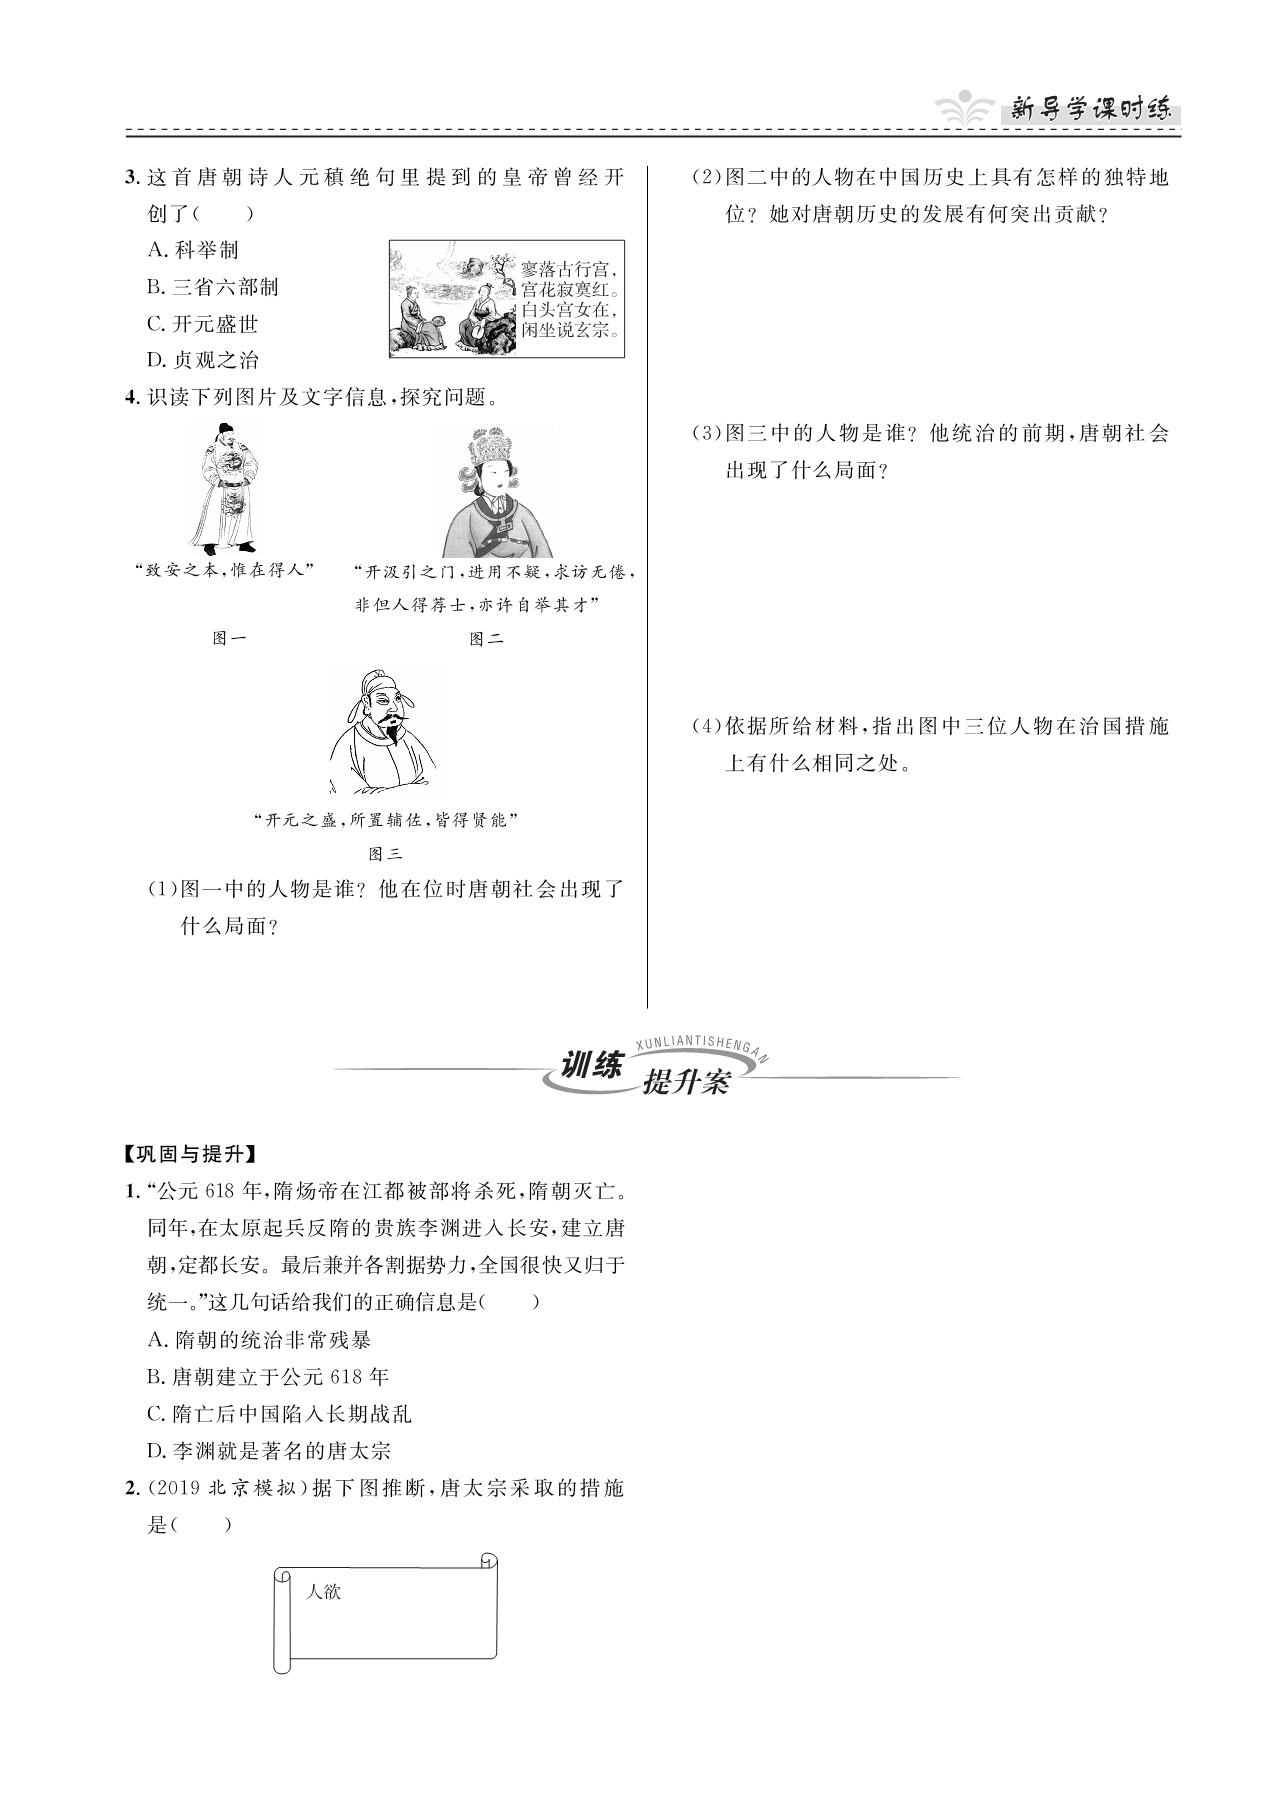 新导学课时练
3. 这首唐朝诗人元稹绝句里提到的皇帝曾经开
创了(　　)
A. 科举制
B. 三省六部制
C. 开元盛世
D. 贞观之治
寥落古行宫，
宫花寂寞红。
白头宫女在，
闲坐说玄宗。
4. 识读下列图片及文字信息，探究问题。
“致安之本，惟在得人”
图一
“开汲引之门，进用不疑，求访无倦，
非但人得荐士，亦许自举其才”
图二
“开元之盛，所置辅佐，皆得贤能”
图三
(1)图一中的人物是谁？他在位时唐朝社会出现了
什么局面？
(2)图二中的人物在中国历史上具有怎样的独特地
位？她对唐朝历史的发展有何突出贡献？
(3)图三中的人物是谁？他统治的前期，唐朝社会
出现了什么局面？
(4)依据所给材料，指出图中三位人物在治国措施
上有什么相同之处。
XUNLIANTISHENGAN
训练
提升案
【巩固与提升】
1. “公元 618 年，隋炀帝在江都被部将杀死，隋朝灭亡。
同年，在太原起兵反隋的贵族李渊进入长安，建立唐
朝，定都长安。最后兼并各割据势力，全国很快又归于
统一。”这几句话给我们的正确信息是(　　)
A. 隋朝的统治非常残暴
B. 唐朝建立于公元 618 年
C. 隋亡后中国陷入长期战乱
D. 李渊就是著名的唐太宗
2. (2019 北京模拟)据下图推断，唐太宗采取的措施
是(　　)
人欲